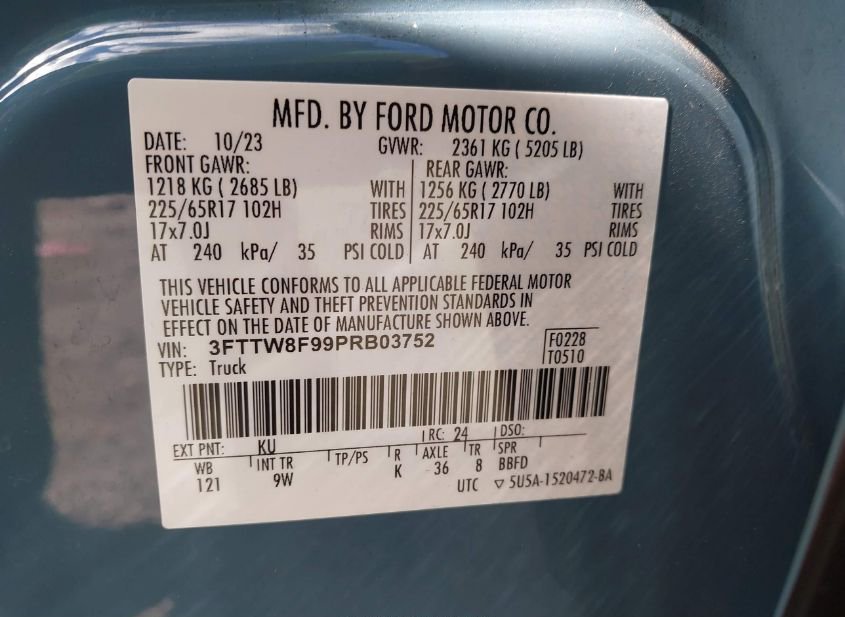 MFD. BY FORD MOTOR CO.
DATE: 10/23 GVWR: 2361 KG ( 5205 LB)
FRONT GAWR: REAR GAWR:
1218 KG ( 2685 LB) WITH 1256 KG ( 2770 LB) WITH
225/65R17 102H TIRES 225/65R17 102H TIRES
17x7.0J RIMS 17x7.0J RIMS
AT 240 kPa/ 35 PSI COLD AT 240 kPa/ 35 PSI COLD
THIS VEHICLE CONFORMS TO ALL APPLICABLE FEDERAL MOTOR
VEHICLE SAFETY AND THEFT PREVENTION STANDARDS IN
EFFECT ON THE DATE OF MANUFACTURE SHOWN ABOVE.
VIN: 3FTTW8F99PRB03752 F0228
TYPE: Truck T0510
EXT PNT: KU RC: 24 DSO:
WB INT TR TP/PS R AXLE TR SPR
121 9W K 36 8 BBFD
UTC ▽ 5U5A-1520472-BA